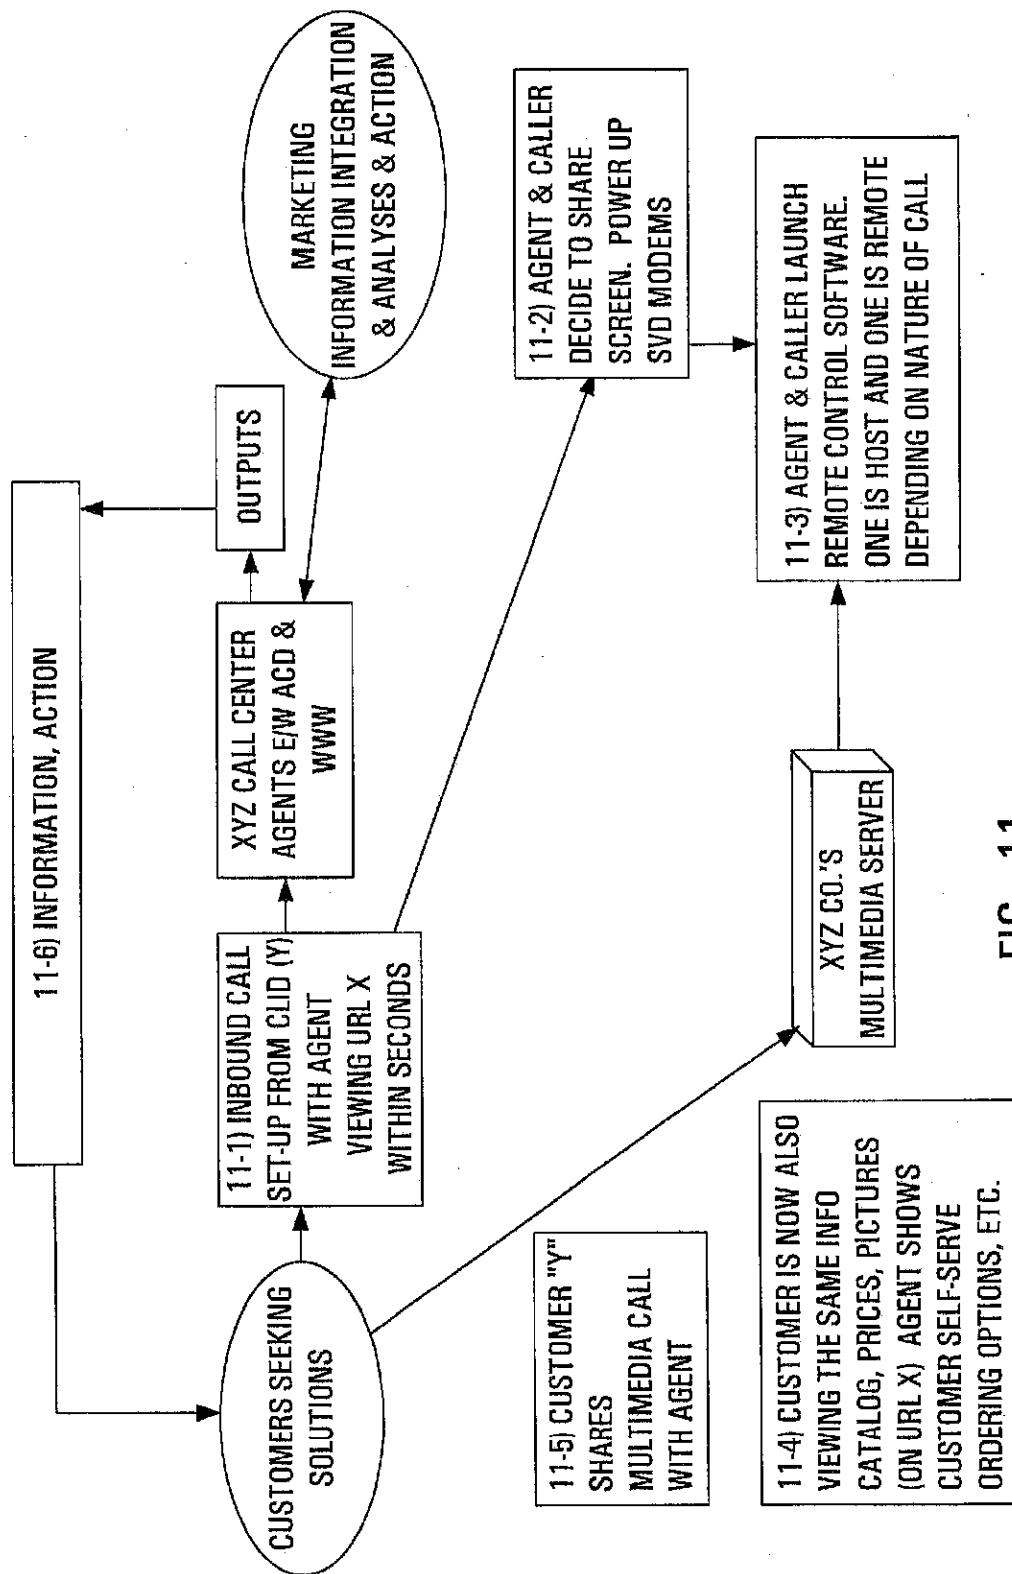 11-6) INFORMATION, ACTION
CUSTOMERS SEEKING
SOLUTIONS
11-1) INBOUND CALL
SET-UP FROM CLID (Y)
WITH AGENT
VIEWING URL X
WITHIN SECONDS
XYZ CALL CENTER
AGENTS E/W ACD &
WWW
OUTPUTS
MARKETING
INFORMATION INTEGRATION
& ANALYSES & ACTION
11-5) CUSTOMER "Y"
SHARES
MULTIMEDIA CALL
WITH AGENT
11-2) AGENT & CALLER
DECIDE TO SHARE
SCREEN. POWER UP
SVD MODEMS
11-4) CUSTOMER IS NOW ALSO
VIEWING THE SAME INFO
CATALOG, PRICES, PICTURES
(ON URL X) AGENT SHOWS
CUSTOMER SELF-SERVE
ORDERING OPTIONS, ETC.
XYZ CO.'S
MULTIMEDIA SERVER
11-3) AGENT & CALLER LAUNCH
REMOTE CONTROL SOFTWARE.
ONE IS HOST AND ONE IS REMOTE
DEPENDING ON NATURE OF CALL
FIG. 11